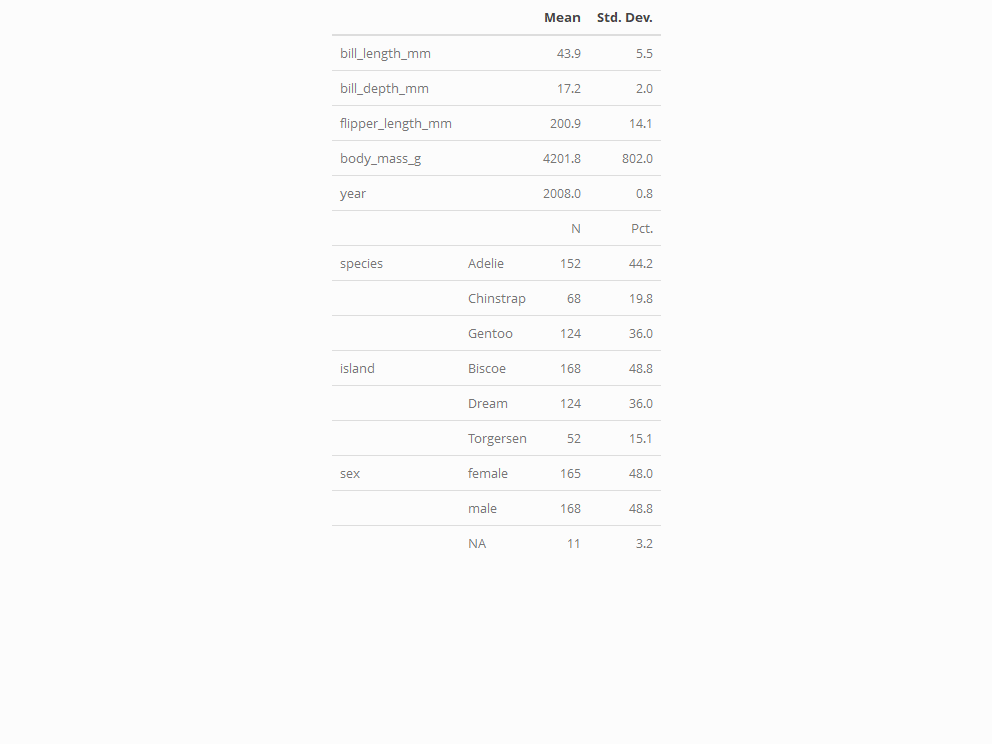 Mean Std. Dev.
bill_length_mm 43.9 5.5
bill_depth_mm 17.2 2.0
flipper_length_mm 200.9 14.1
body_mass_g 4201.8 802.0
year 2008.0 0.8
N Pct.
species Adelie 152 44.2
Chinstrap 68 19.8
Gentoo 124 36.0
island Biscoe 168 48.8
Dream 124 36.0
Torgersen 52 15.1
sex female 165 48.0
male 168 48.8
NA 11 3.2